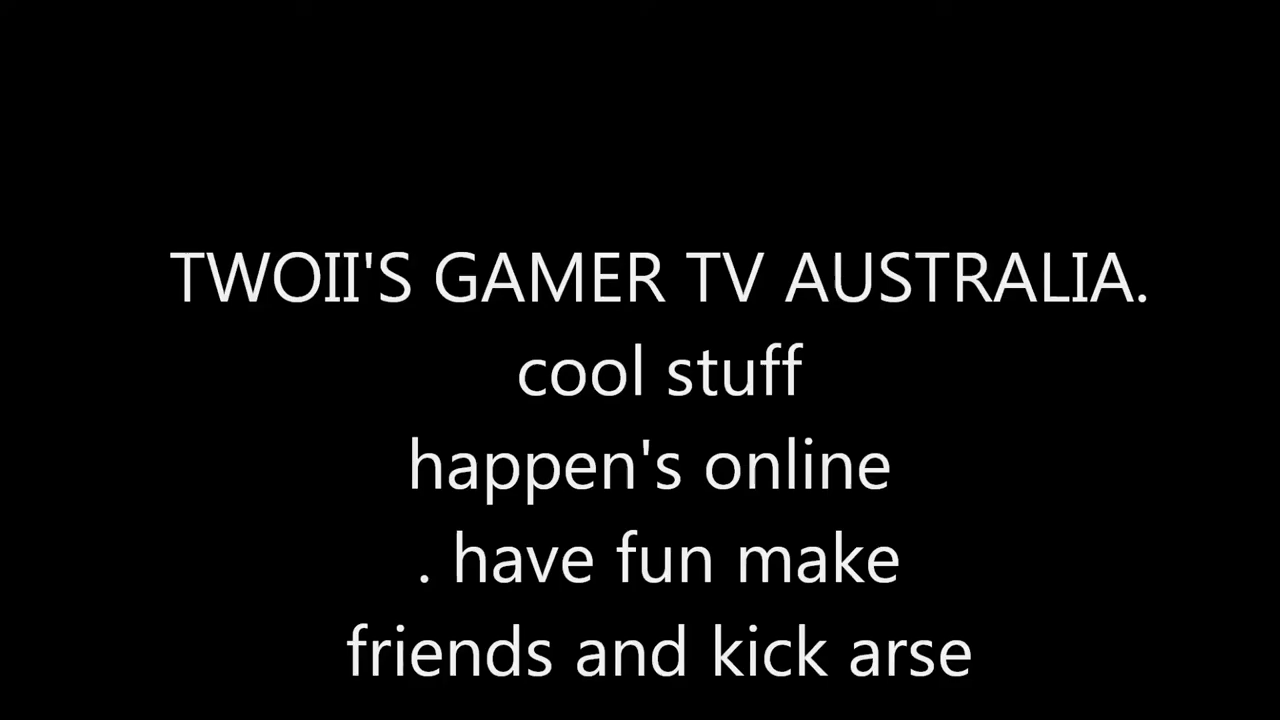 TWOII'S GAMER TV AUSTRALIA.
cool stuff
happen's online
. have fun make
friends and kick arse